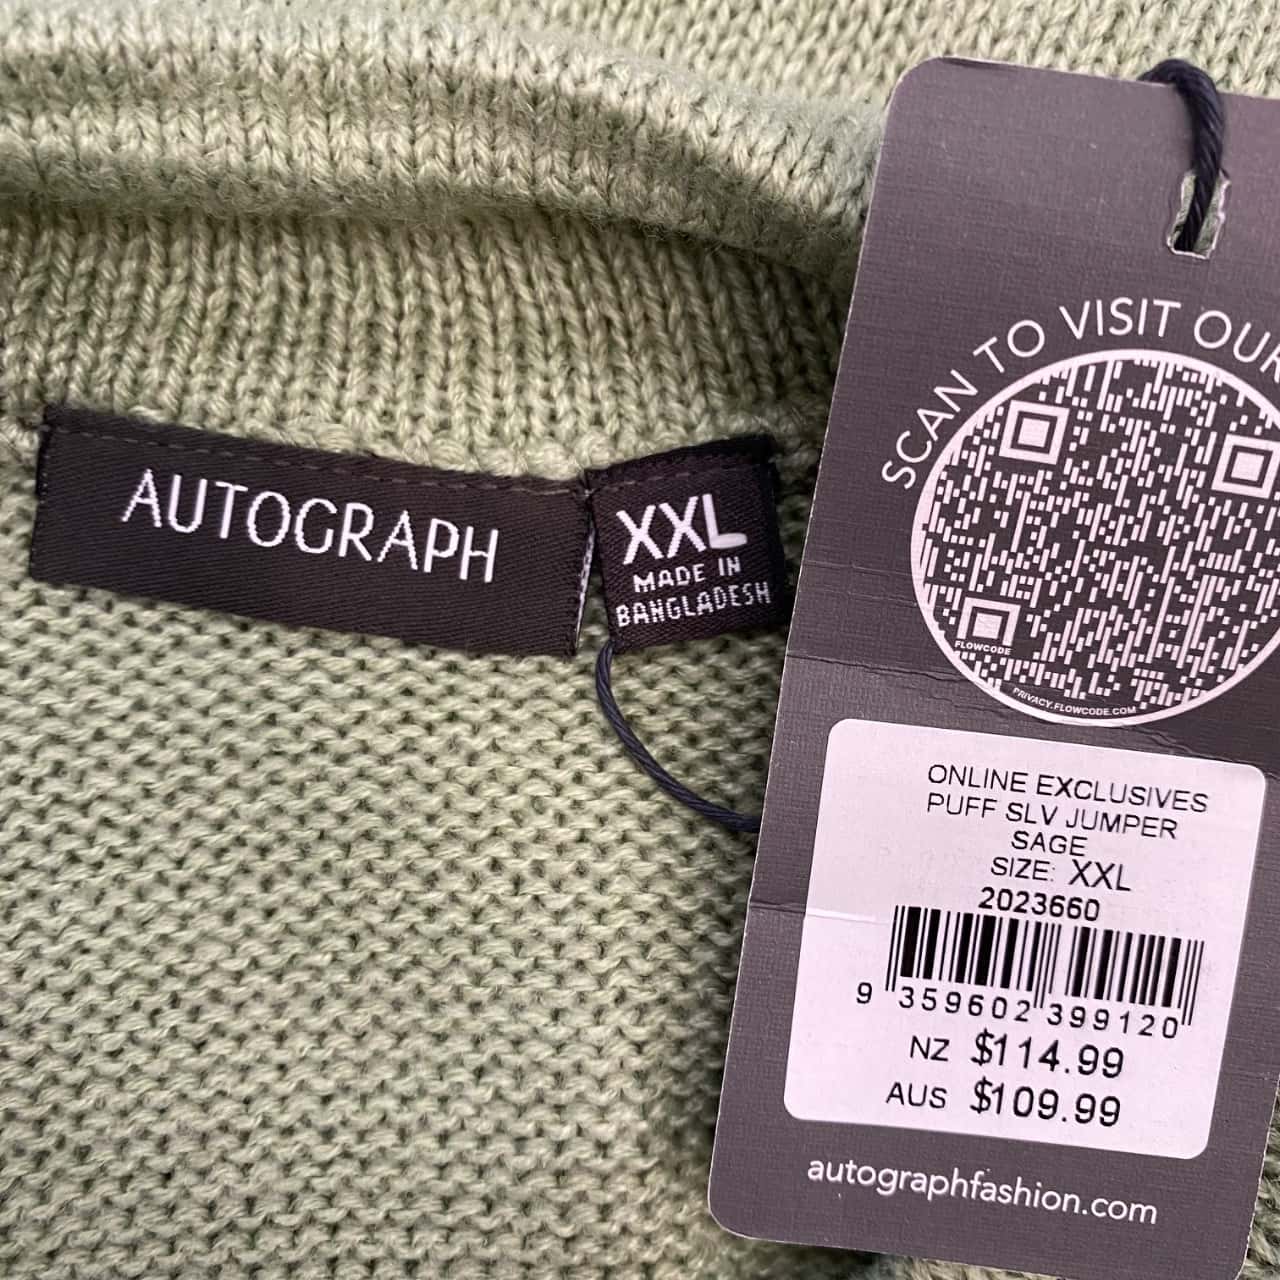 AUTOGRAPH
XXL
MADE IN
BANGLADESH
SCAN TO VISIT OUR
FLOWCODE
PRIVACY.FLOWCODE.COM
ONLINE EXCLUSIVES
PUFF SLV JUMPER
SAGE
SIZE: XXL
2023660
9 359602 399120
NZ $114.99
AUS $109.99
autographfashion.com